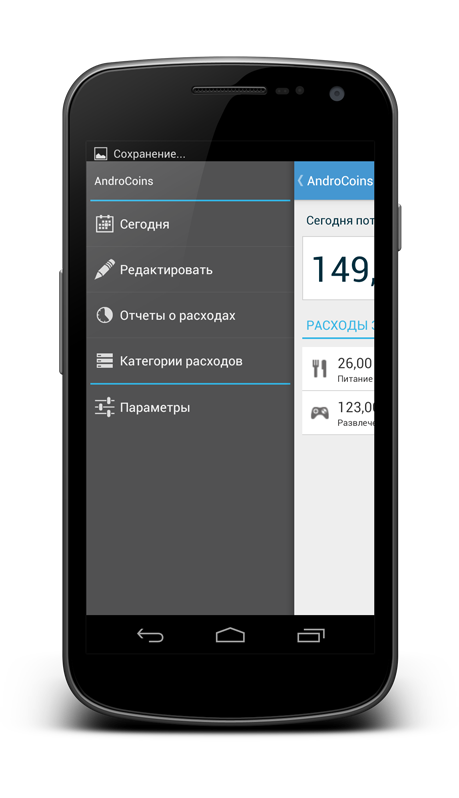 Сохранение...
AndroCoins
Сегодня
Редактировать
Отчеты о расходах
Категории расходов
Параметры
AndroCoins
Сегодня пот
149,
РАСХОДЫ З
26,00
Питание
123,0
Развлече